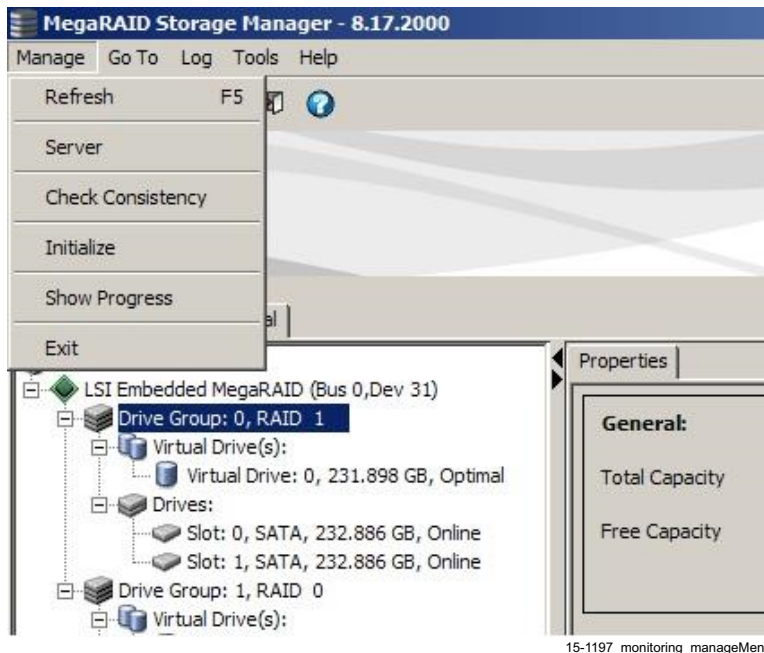 MegaRAID Storage Manager - 8.17.2000
Manage Go To Log Tools Help
Refresh F5
Server
Check Consistency
Initialize
Show Progress
Exit
LSI Embedded MegaRAID (Bus 0,Dev 31)
Drive Group: 0, RAID 1
Virtual Drive(s):
Virtual Drive: 0, 231.898 GB, Optimal
Drives:
Slot: 0, SATA, 232.886 GB, Online
Slot: 1, SATA, 232.886 GB, Online
Drive Group: 1, RAID 0
Virtual Drive(s):
Properties
General:
Total Capacity
Free Capacity
15-1197_monitoring_manageMen